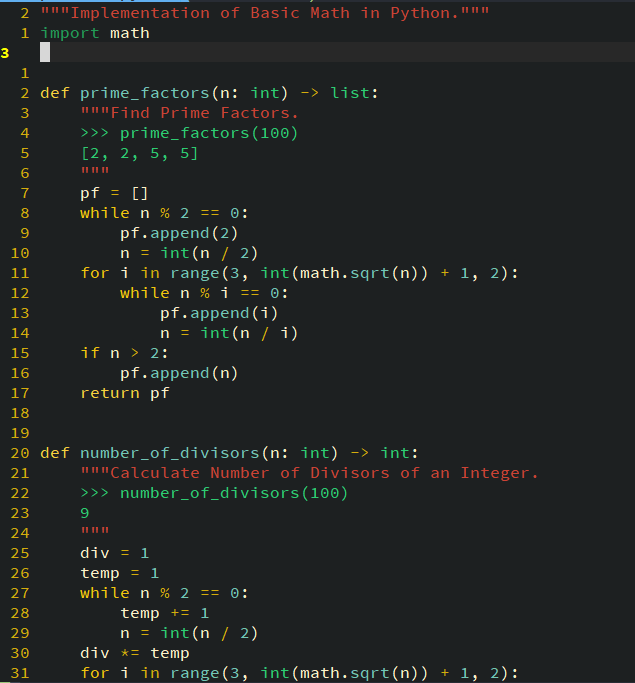 2 """Implementation of Basic Math in Python."""
1 import math
3
1
2 def prime_factors(n: int) -> list:
3     """Find Prime Factors.
4     >>> prime_factors(100)
5     [2, 2, 5, 5]
6     """
7     pf = []
8     while n % 2 == 0:
9         pf.append(2)
10         n = int(n / 2)
11     for i in range(3, int(math.sqrt(n)) + 1, 2):
12         while n % i == 0:
13             pf.append(i)
14             n = int(n / i)
15     if n > 2:
16         pf.append(n)
17     return pf
18
19
20 def number_of_divisors(n: int) -> int:
21     """Calculate Number of Divisors of an Integer.
22     >>> number_of_divisors(100)
23     9
24     """
25     div = 1
26     temp = 1
27     while n % 2 == 0:
28         temp += 1
29         n = int(n / 2)
30     div *= temp
31     for i in range(3, int(math.sqrt(n)) + 1, 2):